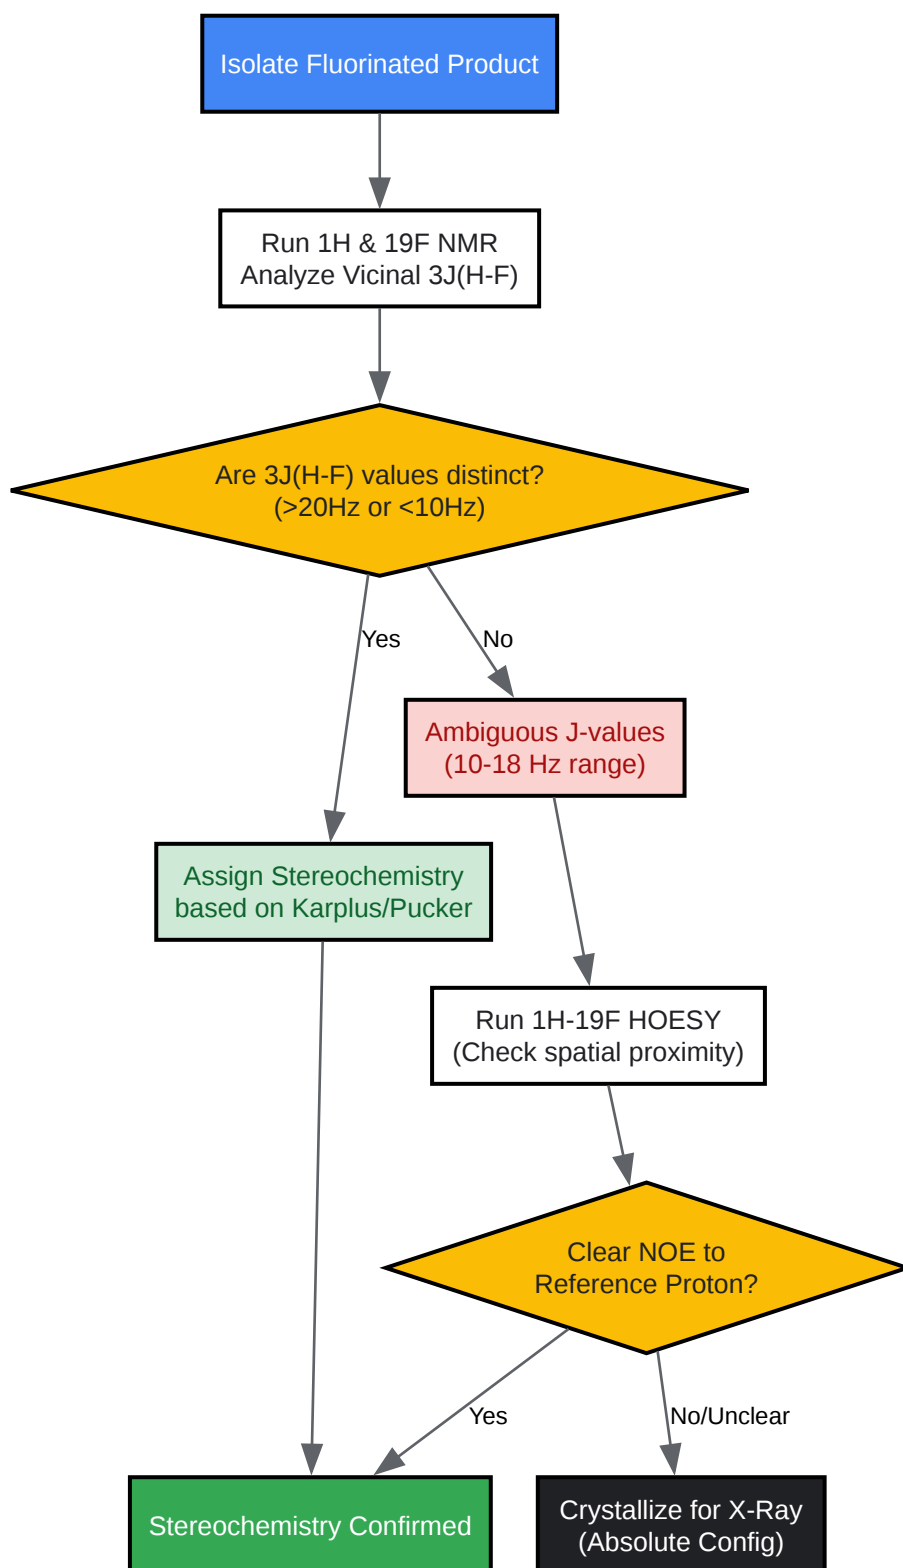 Isolate Fluorinated Product
Run 1H & 19F NMR
Analyze Vicinal 3J(H-F)
Are 3J(H-F) values distinct?
(>20Hz or <10Hz)
Yes
No
Ambiguous J-values
(10-18 Hz range)
Assign Stereochemistry
based on Karplus/Pucker
Run 1H-19F HOESY
(Check spatial proximity)
Clear NOE to
Reference Proton?
Yes
No/Unclear
Stereochemistry Confirmed
Crystallize for X-Ray
(Absolute Config)